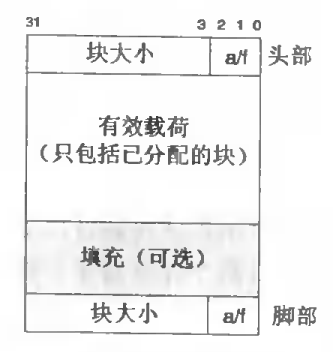 31 3 2 1 0
块大小 a/f 头部
有效载荷
（只包括已分配的块）
填充（可选）
块大小 a/f 脚部